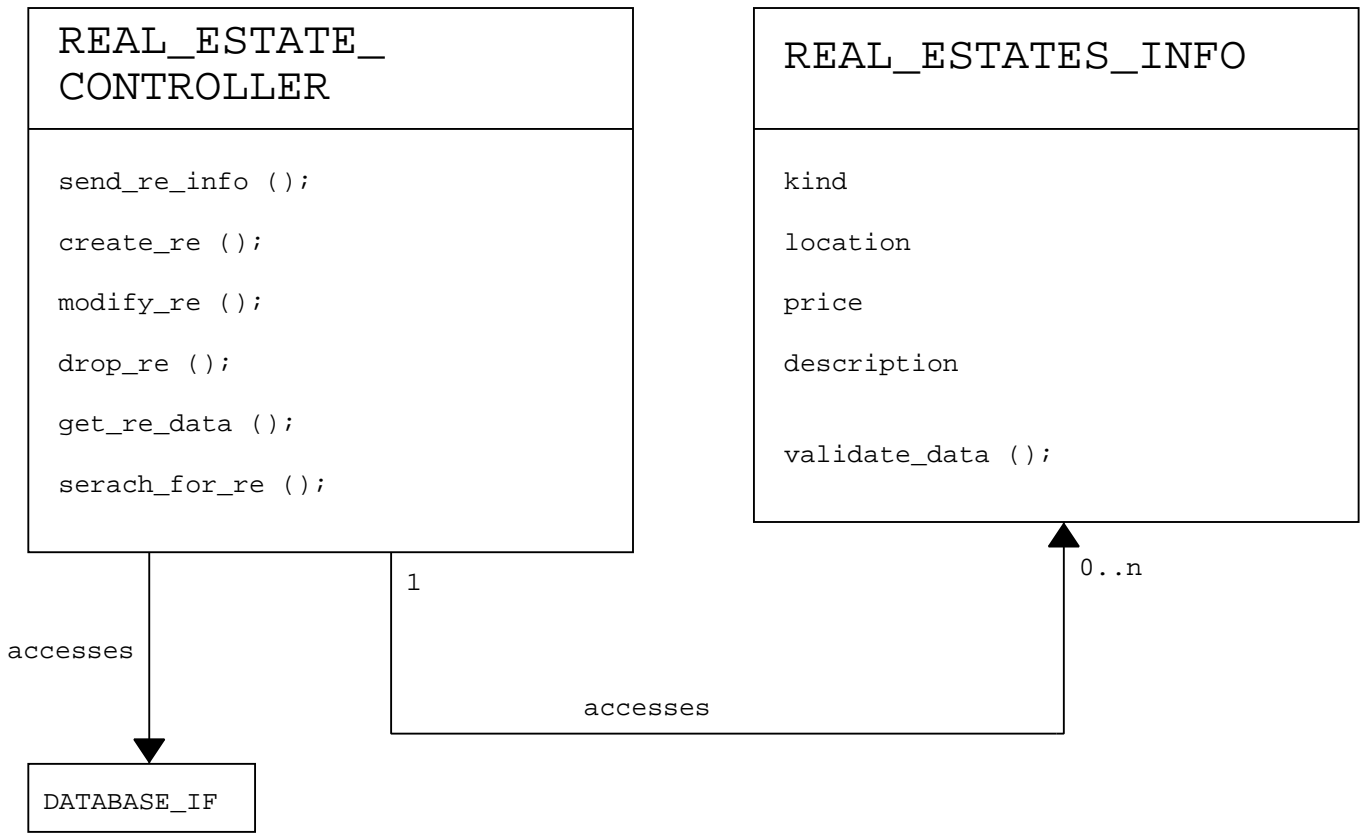 REAL_ESTATE_
CONTROLLER
send_re_info ();
create_re ();
modify_re ();
drop_re ();
get_re_data ();
serach_for_re ();
REAL_ESTATES_INFO
kind
location
price
description
validate_data ();
1
0..n
accesses
accesses
DATABASE_IF